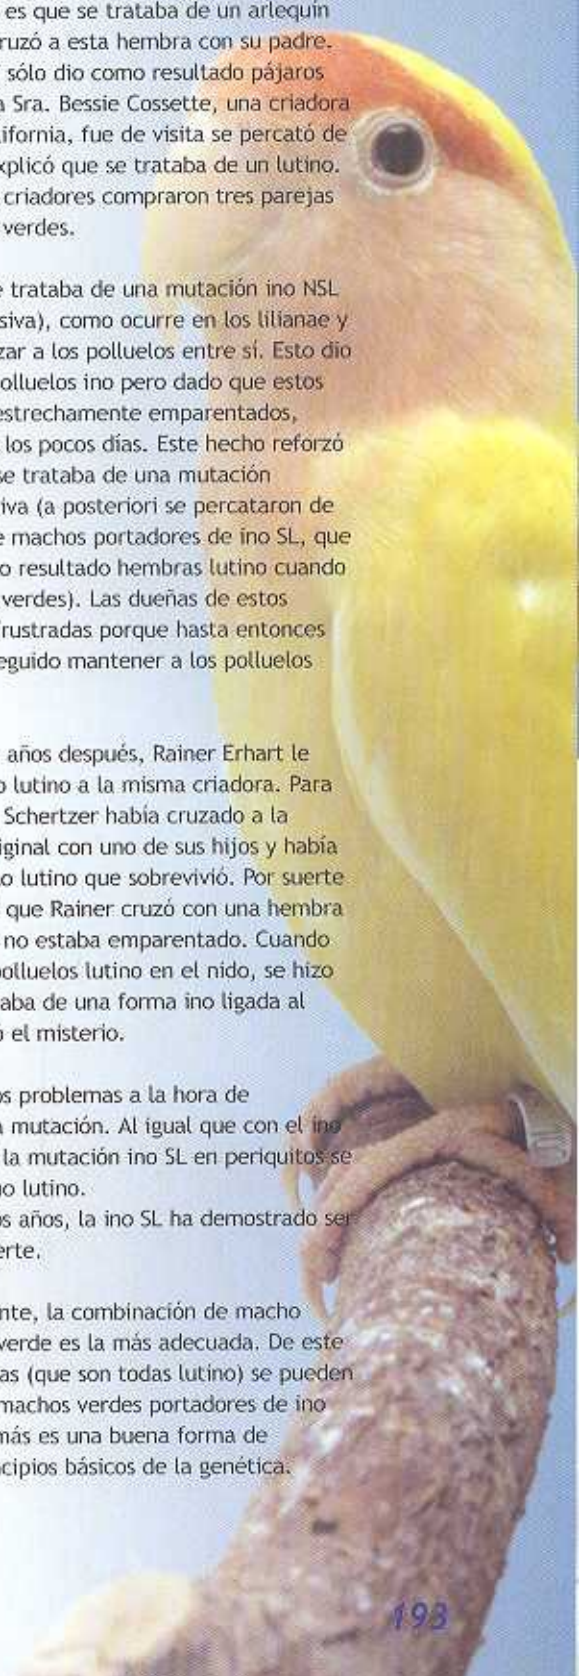 es que se trataba de un arlequín
ruzó a esta hembra con su padre.
sólo dio como resultado pájaros
a Sra. Bessie Cossette, una criadora
lifornia, fue de visita se percató de
xplicó que se trataba de un lutino.
criadores compraron tres parejas
verdes.
e trataba de una mutación ino NSL
siva), como ocurre en los lilianae y
zar a los polluelos entre sí. Esto dio
olluelos ino pero dado que estos
estrechamente emparentados,
los pocos días. Este hecho reforzó
se trataba de una mutación
iva (a posteriori se percataron de
e machos portadores de ino SL, que
o resultado hembras lutino cuando
verdes). Las dueñas de estos
frustradas porque hasta entonces
eguido mantener a los polluelos
años después, Rainer Erhart le
o lutino a la misma criadora. Para
Schertzer había cruzado a la
iginal con uno de sus hijos y había
o lutino que sobrevivió. Por suerte
que Rainer cruzó con una hembra
no estaba emparentado. Cuando
polluelos lutino en el nido, se hizo
aba de una forma ino ligada al
ó el misterio.
os problemas a la hora de
a mutación. Al igual que con el ino
la mutación ino SL en periquitos se
no lutino.
os años, la ino SL ha demostrado ser
erte.
nte, la combinación de macho
verde es la más adecuada. De este
as (que son todas lutino) se pueden
machos verdes portadores de ino
más es una buena forma de
cipios básicos de la genética.
193